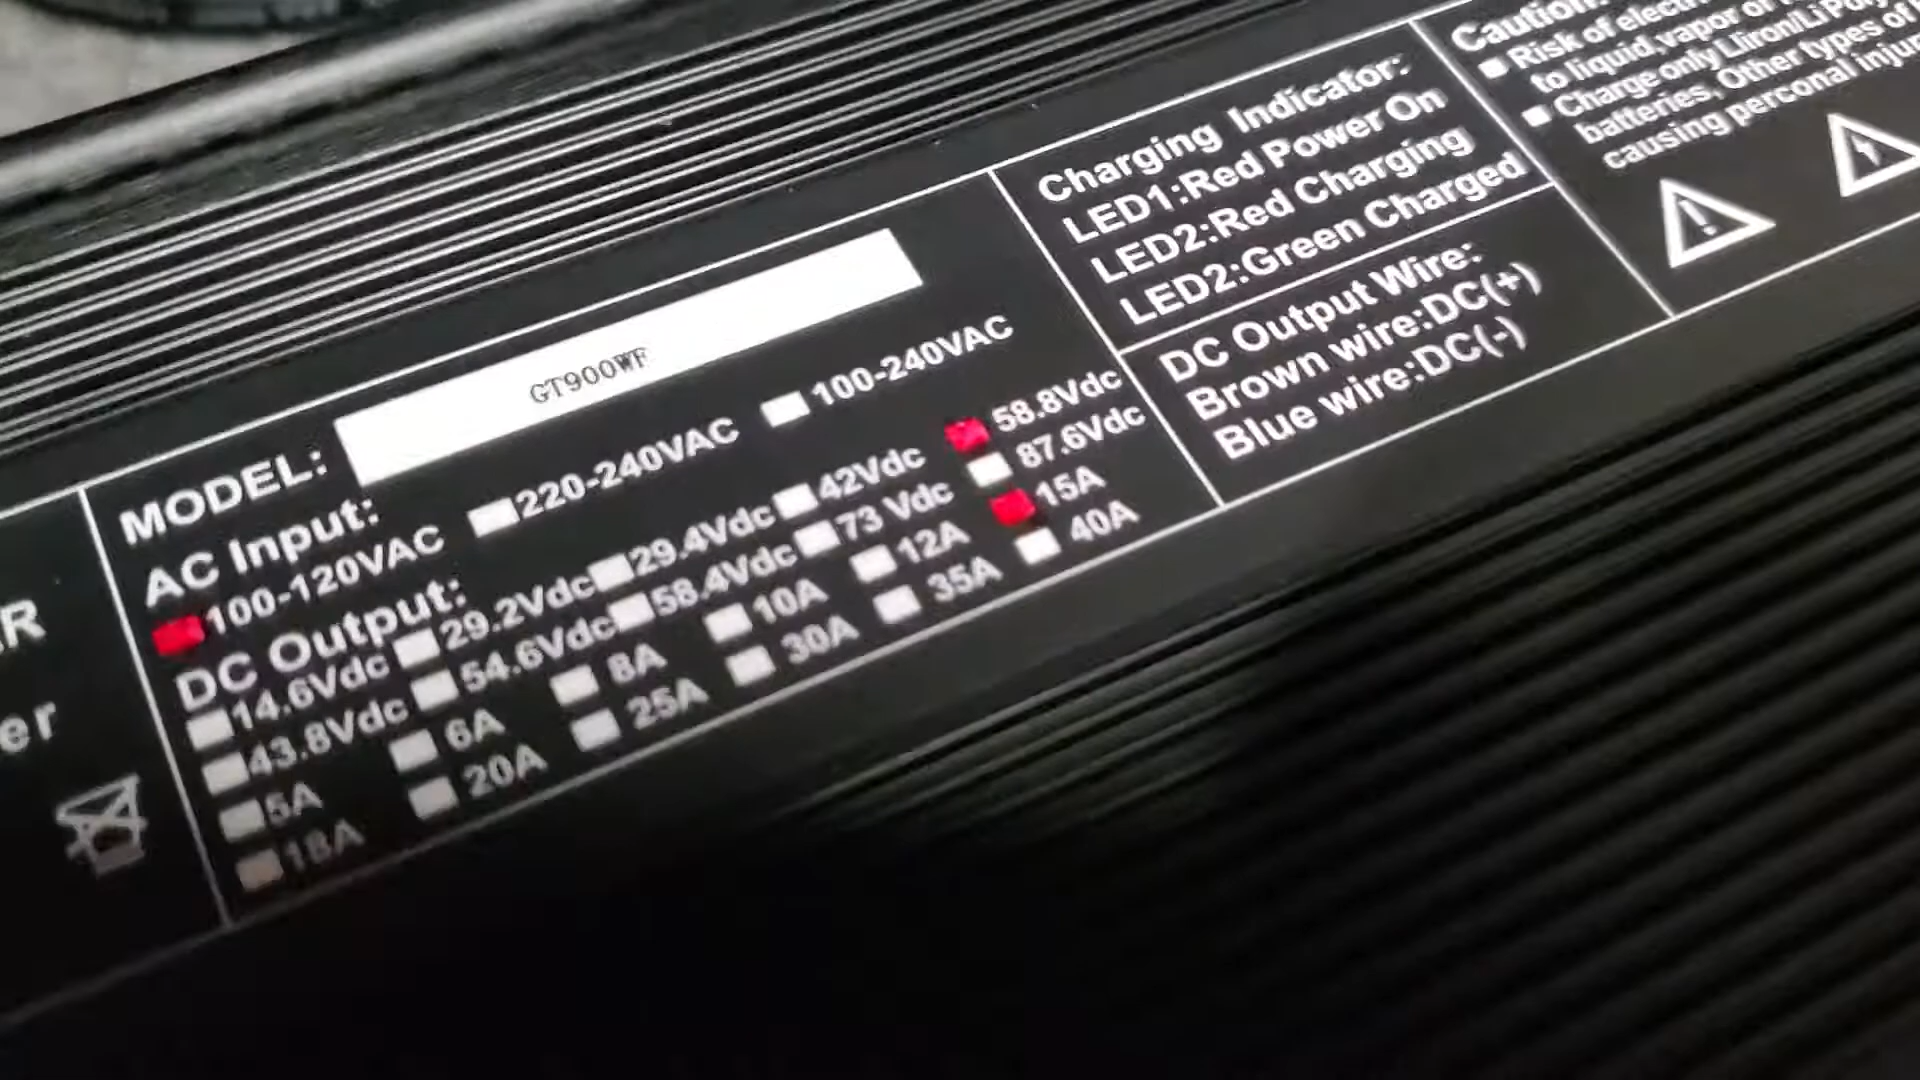 MODEL: GT900WF
AC Input:
100-120VAC 220-240VAC 100-240VAC
DC Output:
14.6Vdc 29.2Vdc 29.4Vdc 42Vdc 58.8Vdc
43.8Vdc 54.6Vdc 58.4Vdc 73 Vdc 87.6Vdc
5A 6A 8A 10A 12A 15A
18A 20A 25A 30A 35A 40A
Charging Indicator:
LED1:Red Power On
LED2:Red Charging
LED2:Green Charged
DC Output Wire:
Brown wire:DC(+)
Blue wire:DC(-)
Caution:
Risk of
to liquid,vapor or
Charge only LIiron/LiPoly
batteries, Other types of
causing perconal injury
er